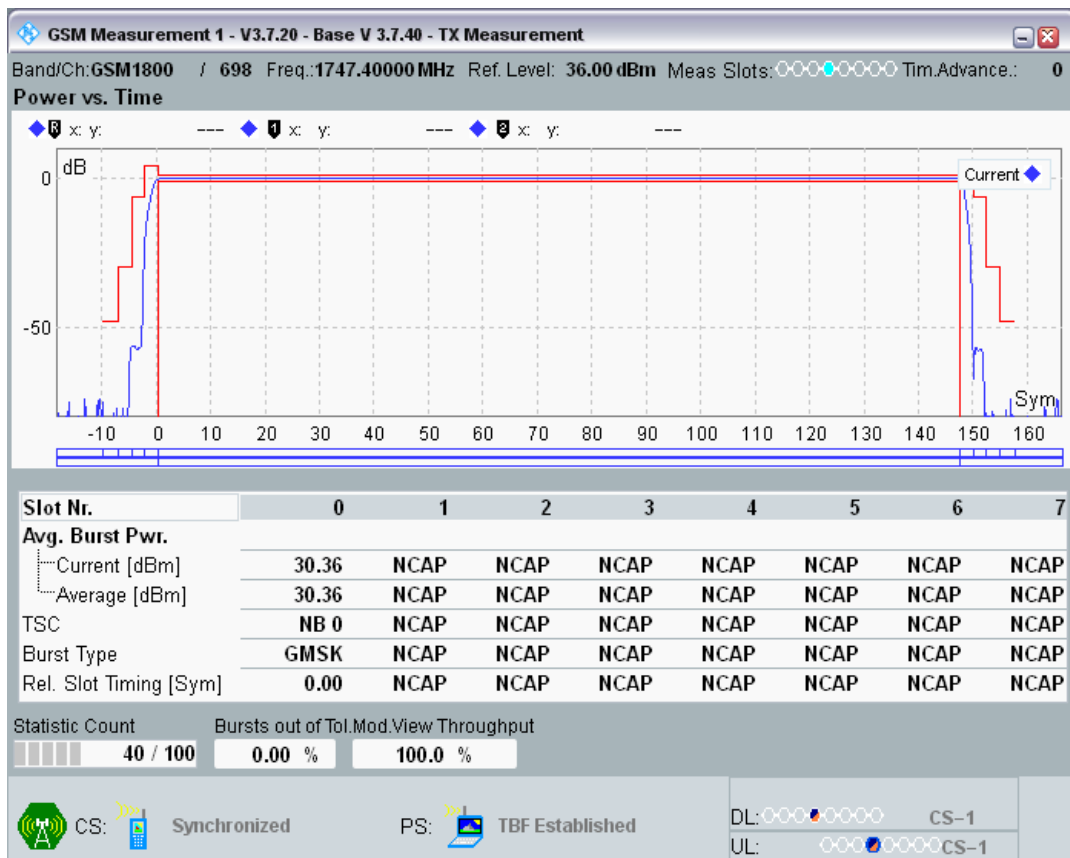 GSM Measurement 1 - V3.7.20 - Base V 3.7.40 - TX Measurement
Band/Ch:GSM1800 / 698 Freq.:1747.40000 MHz Ref. Level: 36.00 dBm Meas Slots: Tim.Advance.: 0
Power vs. Time
R x: y: --- 1 x: y: --- 2 x: y: ---
dB
Current
0
-50
Sym
-10 0 10 20 30 40 50 60 70 80 90 100 110 120 130 140 150 160
Slot Nr. 0 1 2 3 4 5 6 7
Avg. Burst Pwr.
Current [dBm] 30.36 NCAP NCAP NCAP NCAP NCAP NCAP NCAP
Average [dBm] 30.36 NCAP NCAP NCAP NCAP NCAP NCAP NCAP
TSC NB 0 NCAP NCAP NCAP NCAP NCAP NCAP NCAP
Burst Type GMSK NCAP NCAP NCAP NCAP NCAP NCAP NCAP
Rel. Slot Timing [Sym] 0.00 NCAP NCAP NCAP NCAP NCAP NCAP NCAP
Statistic Count Bursts out of Tol.Mod.View Throughput
40 / 100 0.00 % 100.0 %
CS: Synchronized PS: TBF Established
DL: CS-1
UL: CS-1